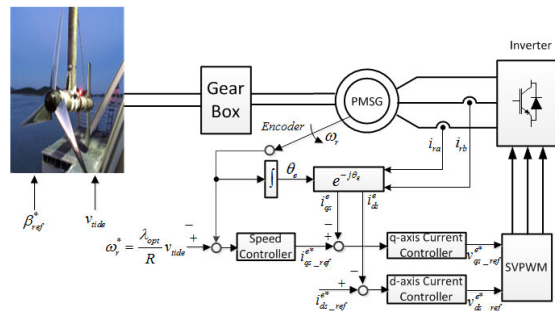 Inverter
Gear
Box
PMSG
Encoder
ω_r
i_ra
i_rb
∫
θ_e
e^{-jθ_e}
β*_ref
v_tide
i^e_qs
i^e_ds
ω*_r = λ_opt / R v_tide
−
+
Speed
Controller
i^{e*}_{qs_ref}
−
+
q-axis Current
Controller
v^{e*}_{qs_ref}
SVPWM
i^{e*}_{ds_ref}
−
+
d-axis Current
Controller
v^{e*}_{ds_ref}